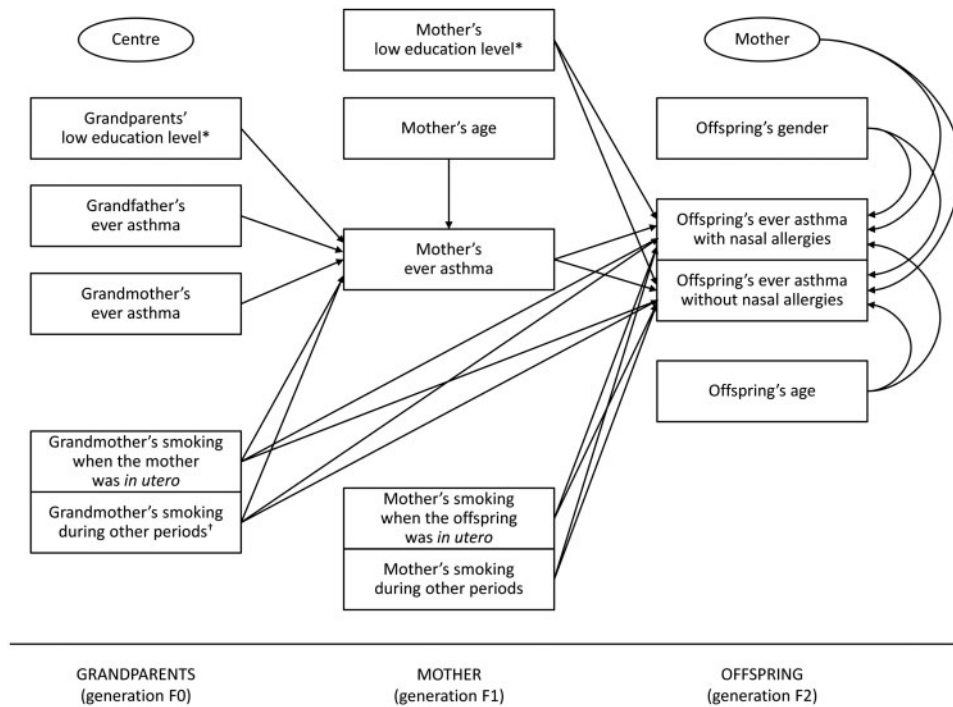 Centre
Grandparents’
low education level*
Grandfather’s
ever asthma
Grandmother’s
ever asthma
Grandmother’s smoking
when the mother
was in utero
Grandmother’s smoking
during other periods†
Mother’s
low education level*
Mother’s age
Mother’s
ever asthma
Mother’s smoking
when the offspring
was in utero
Mother’s smoking
during other periods
Mother
Offspring’s gender
Offspring’s ever asthma
with nasal allergies
Offspring’s ever asthma
without nasal allergies
Offspring’s age
GRANDPARENTS
(generation F0)
MOTHER
(generation F1)
OFFSPRING
(generation F2)